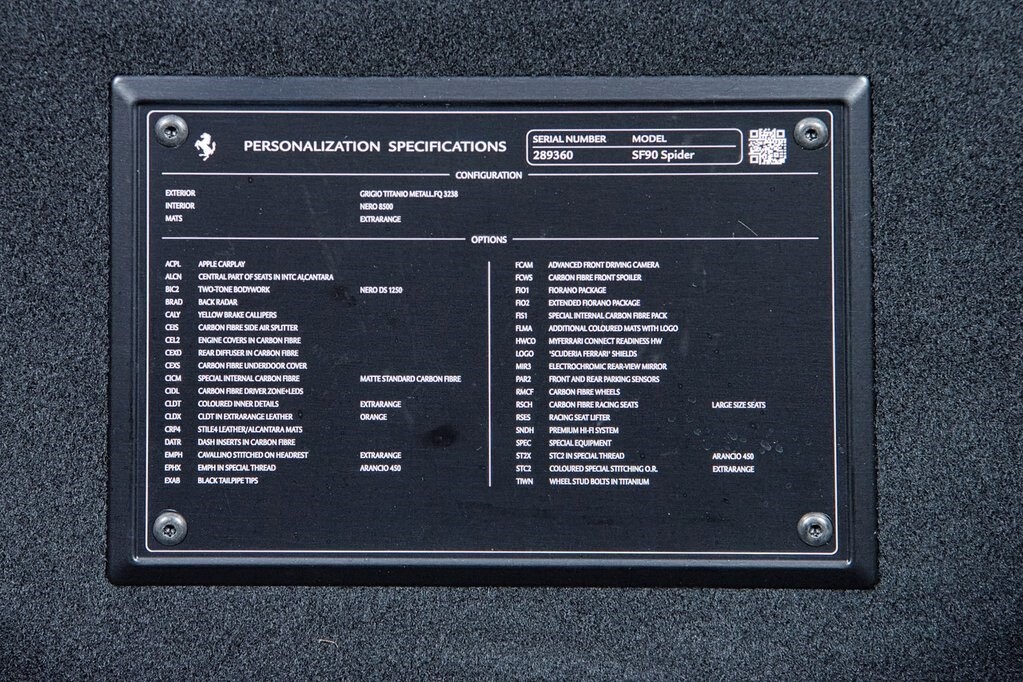 PERSONALIZATION SPECIFICATIONS
SERIAL NUMBER MODEL
289360 SF90 Spider
CONFIGURATION
EXTERIOR GRIGIO TITANIO METALL.FQ 3238
INTERIOR NERO 8500
MATS EXTRARANGE
OPTIONS
ACPL APPLE CARPLAY
ALCN CENTRAL PART OF SEATS IN INTC ALCANTARA
BIC2 TWO-TONE BODYWORK NERO DS 1250
BRAD BACK RADAR
CALY YELLOW BRAKE CALLIPERS
CEIS CARBON FIBRE SIDE AIR SPLITTER
CEL2 ENGINE COVERS IN CARBON FIBRE
CEXD REAR DIFFUSER IN CARBON FIBRE
CEXS CARBON FIBRE UNDERDOOR COVER
CICM SPECIAL INTERNAL CARBON FIBRE MATTE STANDARD CARBON FIBRE
CIDL CARBON FIBRE DRIVER ZONE+LEDS
CLDT COLOURED INNER DETAILS EXTRARANGE
CLDX CLDT IN EXTRARANGE LEATHER ORANGE
CRP4 STILE4 LEATHER/ALCANTARA MATS
DATR DASH INSERTS IN CARBON FIBRE
EMPH CAVALLINO STITCHED ON HEADREST EXTRARANGE
EPHX EMPH IN SPECIAL THREAD ARANCIO 450
EXAB BLACK TAILPIPE TIPS
FCAM ADVANCED FRONT DRIVING CAMERA
FCWS CARBON FIBRE FRONT SPOILER
FIO1 FIORANO PACKAGE
FIO2 EXTENDED FIORANO PACKAGE
FIS1 SPECIAL INTERNAL CARBON FIBRE PACK
FLMA ADDITIONAL COLOURED MATS WITH LOGO
HWCO MYFERRARI CONNECT READINESS HW
LOGO "SCUDERIA FERRARI" SHIELDS
MIR3 ELECTROCHROMIC REAR-VIEW MIRROR
PAR2 FRONT AND REAR PARKING SENSORS
RMCF CARBON FIBRE WHEELS
RSCH CARBON FIBRE RACING SEATS LARGE SIZE SEATS
RSES RACING SEAT LIFTER
SNDH PREMIUM HI-FI SYSTEM
SPEC SPECIAL EQUIPMENT
ST2X STC2 IN SPECIAL THREAD ARANCIO 450
STC2 COLOURED SPECIAL STITCHING O.R. EXTRARANGE
TIWN WHEEL STUD BOLTS IN TITANIUM